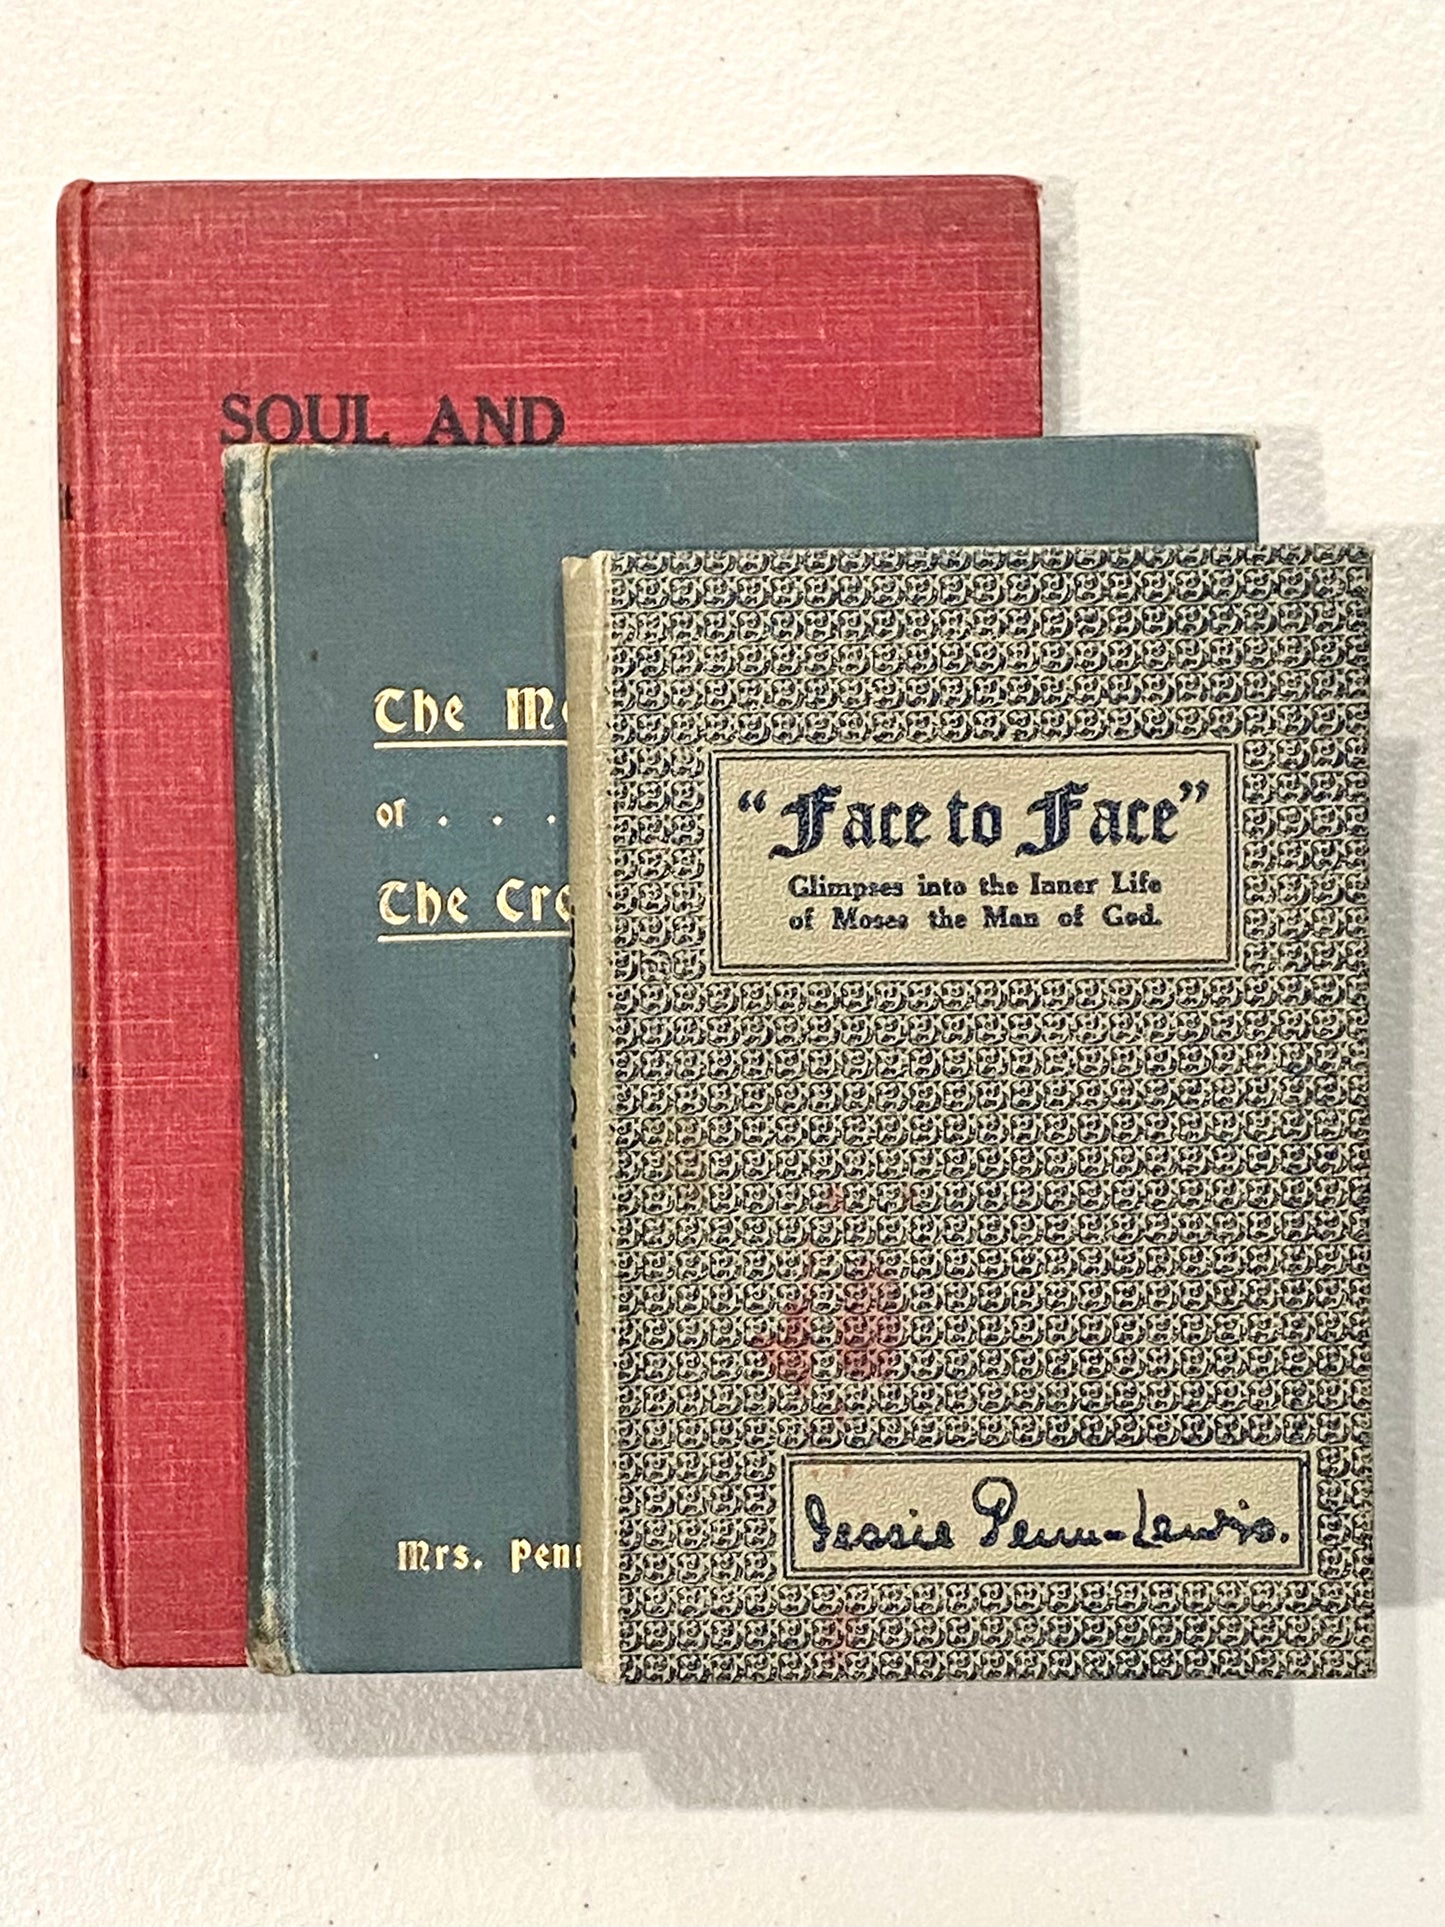 SOUL AND
The
of . . .
The
Mrs.
"Face to Face"
Glimpses into the Inner Life
of Moses the Man of God.
Jessie Penn-Lewis.